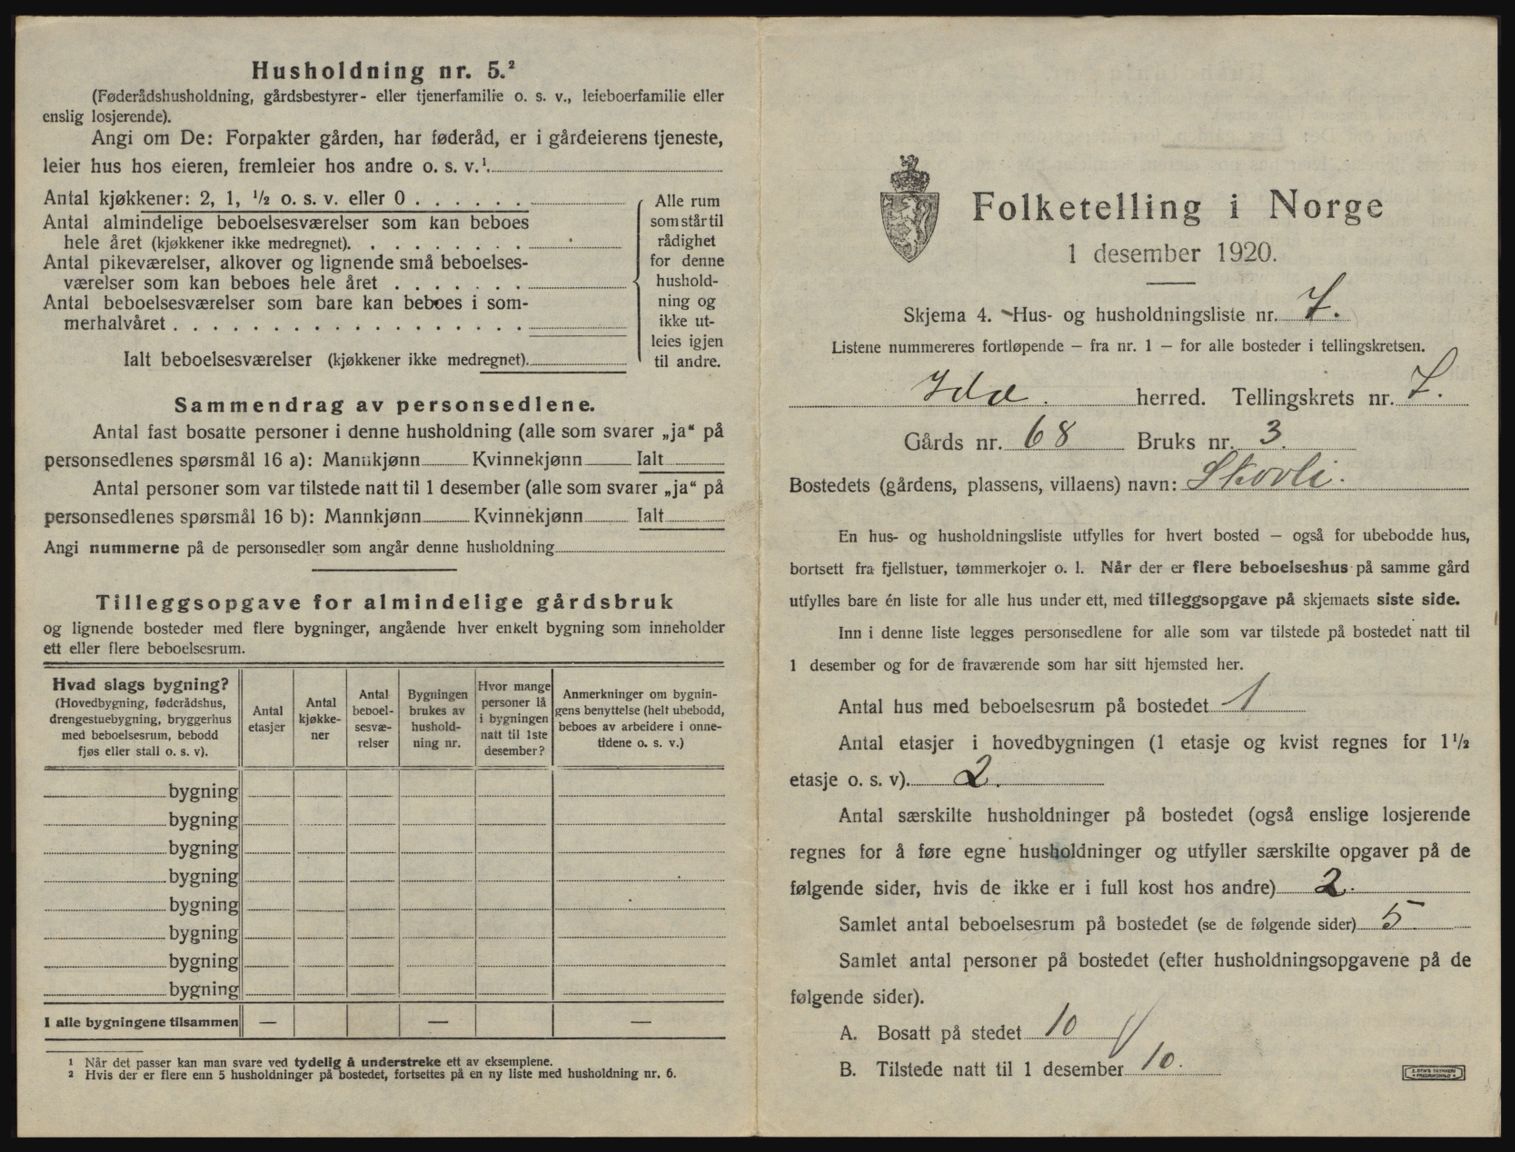 Husholdning nr. 5.²
(Føderådshusholdning, gårdsbestyrer- eller tjenerfamilie o. s. v., leieboerfamilie eller
enslig losjerende).
Angi om De: Forpakter gården, har føderåd, er i gårdeierens tjeneste,
leier hus hos eieren, fremleier hos andre o. s. v.¹.
Antal kjøkkener: 2, 1, ½ o. s. v. eller 0
Antal almindelige beboelsesværelser som kan beboes
hele året (kjøkkener ikke medregnet).
Antal pikeværelser, alkover og lignende små beboelses-
værelser som kan beboes hele året
Antal beboelsesværelser som bare kan beboes i som-
merhalvåret
Ialt beboelsesværelser (kjøkkener ikke medregnet).
Alle rum
som står til
rådighet
for denne
hushold-
ning og
ikke ut-
leies igjen
til andre.
Sammendrag av personsedlene.
Antal fast bosatte personer i denne husholdning (alle som svarer „ja“ på
personsedlenes spørsmål 16 a): Mannkjønn Kvinnekjønn Ialt
Antal personer som var tilstede natt til 1 desember (alle som svarer „ja“ på
personsedlenes spørsmål 16 b): Mannkjønn Kvinnekjønn Ialt
Angi nummerne på de personsedler som angår denne husholdning
Tilleggsopgave for almindelige gårdsbruk
og lignende bosteder med flere bygninger, angående hver enkelt bygning som inneholder
ett eller flere beboelsesrum.
Hvad slags bygning?
(Hovedbygning, føderådshus,
drengestuebygning, bryggerhus
med beboelsesrum, bebodd
fjøs eller stall o. s. v).
Antal
etasjer
Antal
kjøkke-
ner
Antal
beboel-
sesvæ-
relser
Bygningen
brukes av
hushold-
ning nr.
Hvor mange
personer lå
i bygningen
natt til 1ste
desember?
Anmerkninger om bygnin-
gens benyttelse (helt ubebodd,
beboes av arbeidere i onne-
tidene o. s. v.)
bygning
bygning
bygning
bygning
bygning
bygning
bygning
bygning
I alle bygningene tilsammen — — —
¹ Når det passer kan man svare ved tydelig å understreke ett av eksemplene.
² Hvis der er flere enn 5 husholdninger på bostedet, fortsettes på en ny liste med husholdning nr. 6.
Folketelling i Norge
1 desember 1920.
Skjema 4. Hus- og husholdningsliste nr. 7.
Listene nummereres fortløpende — fra nr. 1 — for alle bosteder i tellingskretsen.
Idd. herred. Tellingskrets nr. 7.
Gårds nr. 68 Bruks nr. 3.
Bostedets (gårdens, plassens, villaens) navn: Skovli.
En hus- og husholdningsliste utfylles for hvert bosted — også for ubebodde hus,
bortsett fra fjellstuer, tømmerkojer o. l. Når der er flere beboelseshus på samme gård
utfylles bare én liste for alle hus under ett, med tilleggsopgave på skjemaets siste side.
Inn i denne liste legges personsedlene for alle som var tilstede på bostedet natt til
1 desember og for de fraværende som har sitt hjemsted her.
Antal hus med beboelsesrum på bostedet 1
Antal etasjer i hovedbygningen (1 etasje og kvist regnes for 1½
etasje o. s. v). 2.
Antal særskilte husholdninger på bostedet (også enslige losjerende
regnes for å føre egne husholdninger og utfyller særskilte opgaver på de
følgende sider, hvis de ikke er i full kost hos andre) 2.
Samlet antal beboelsesrum på bostedet (se de følgende sider) 5.
Samlet antal personer på bostedet (efter husholdningsopgavene på de
følgende sider).
A. Bosatt på stedet 10
B. Tilstede natt til 1 desember 10.